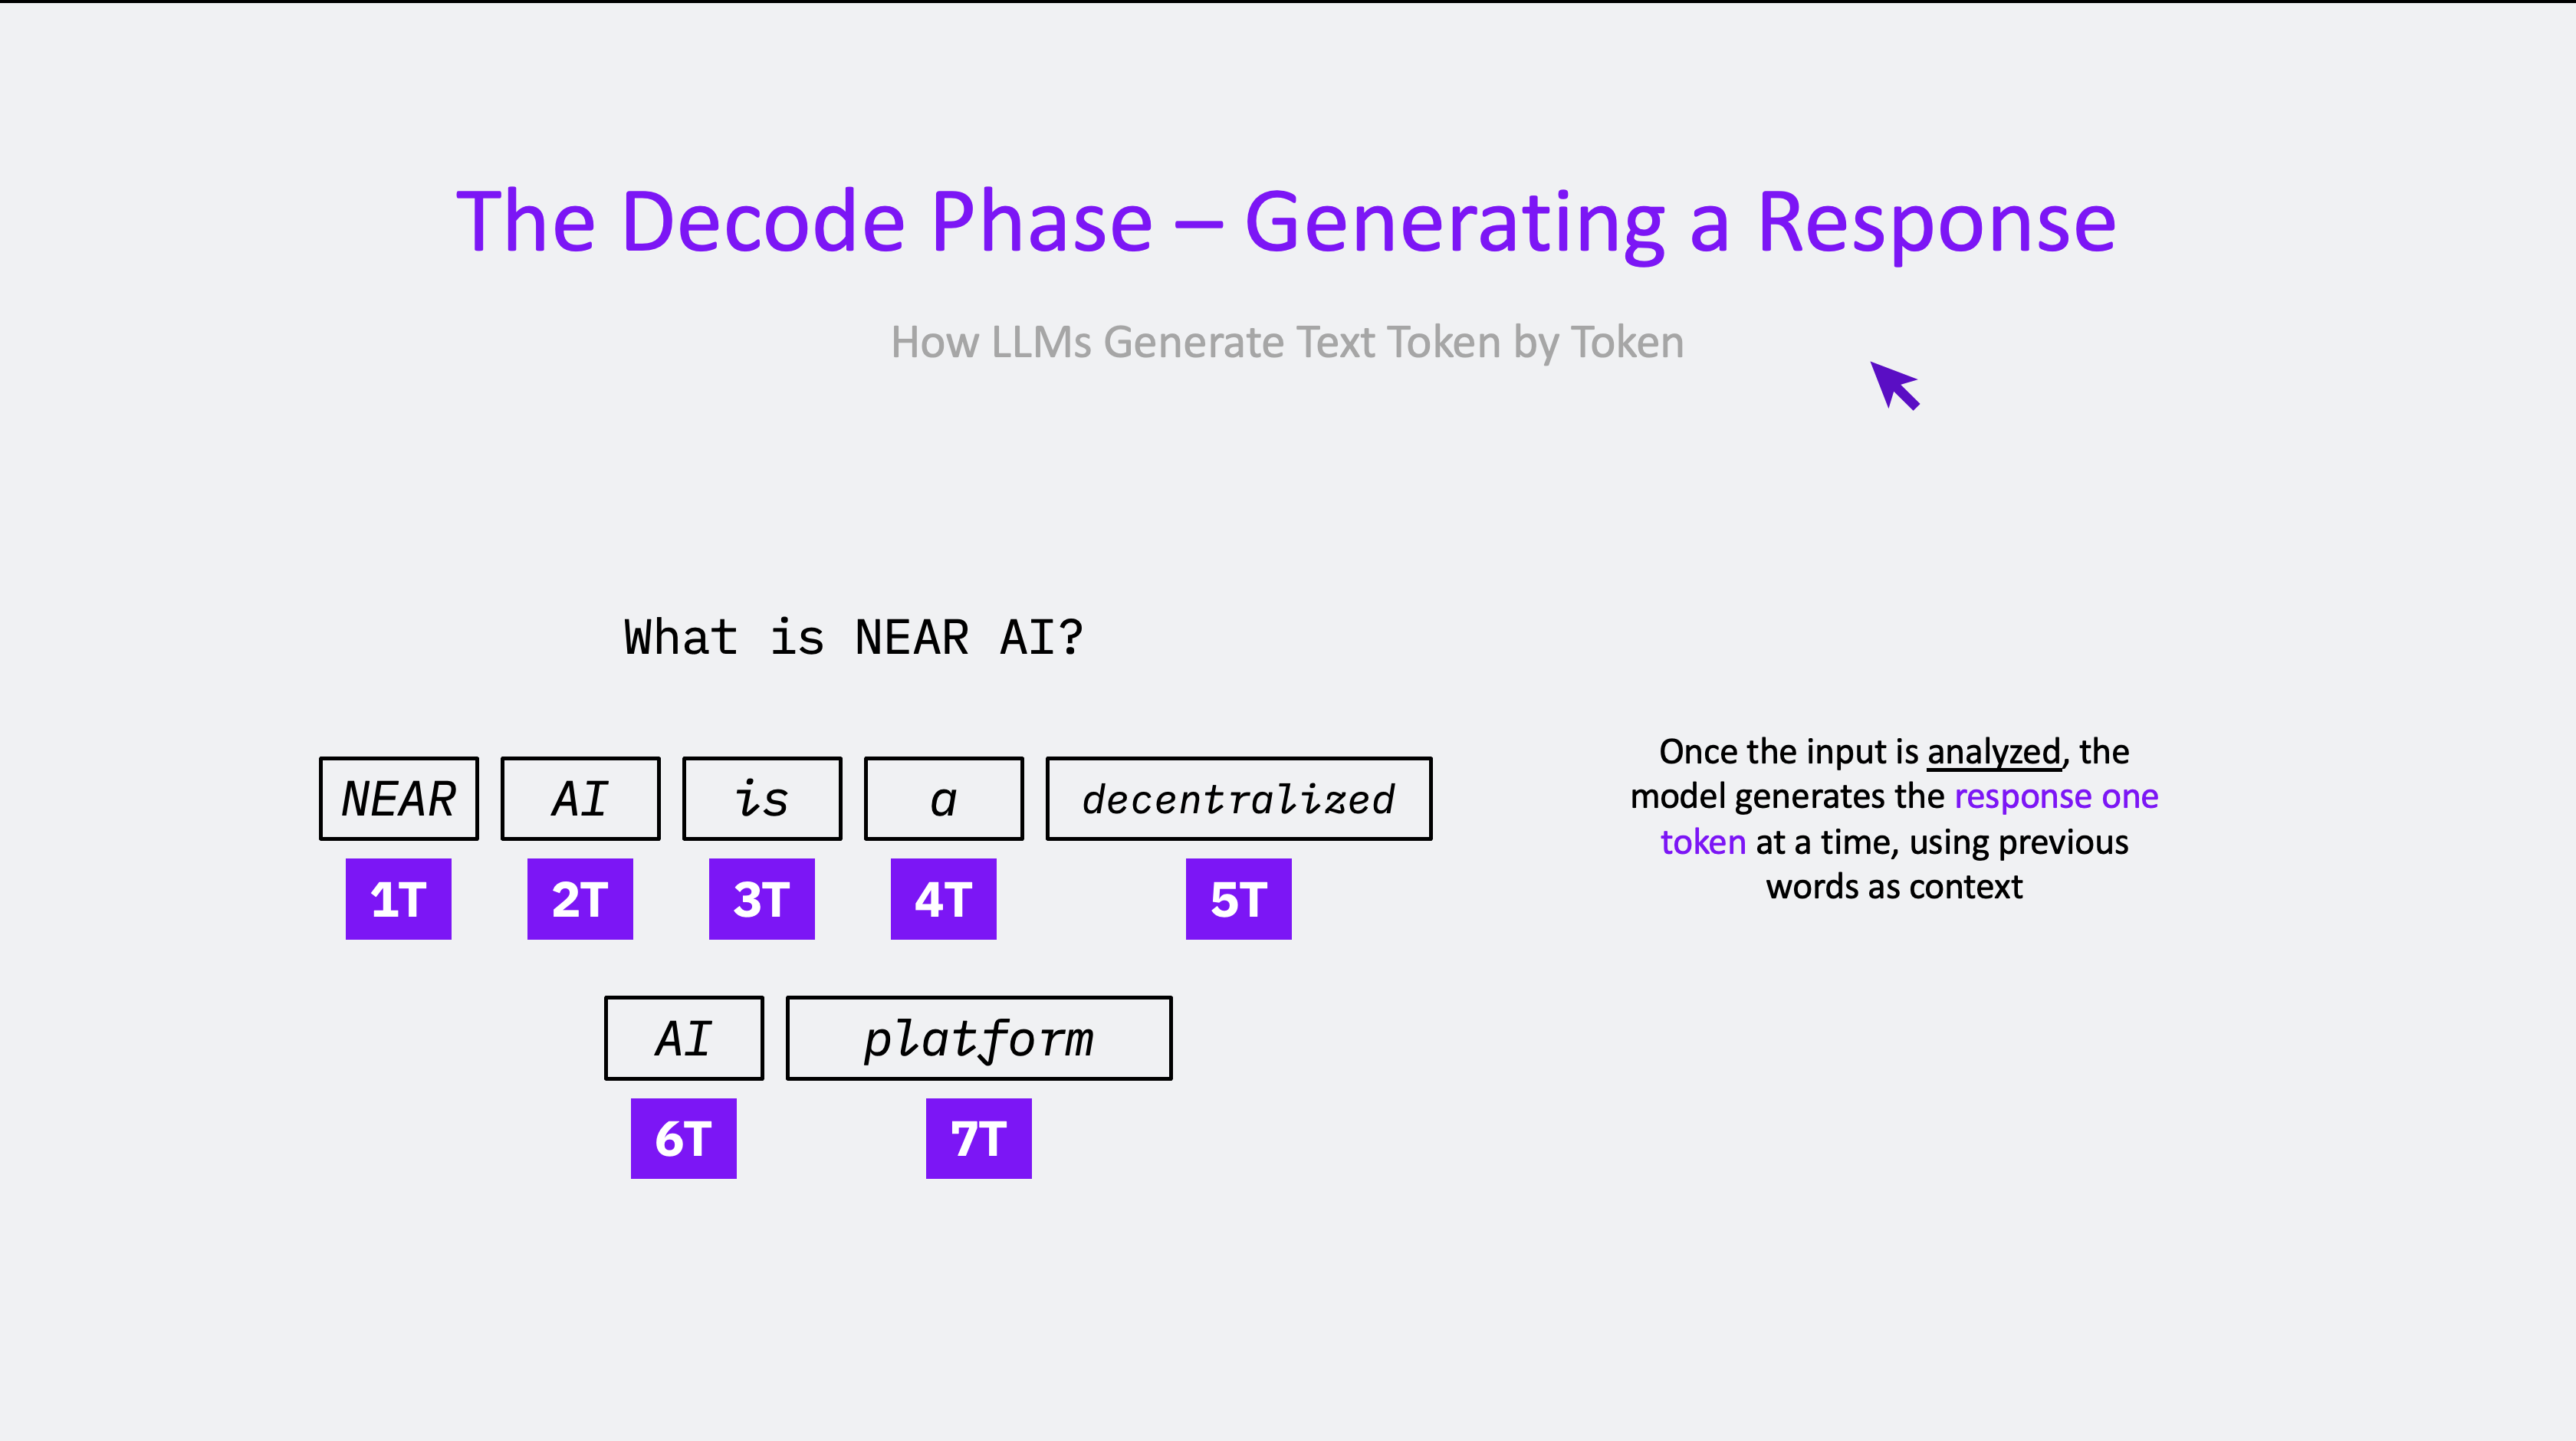 The Decode Phase – Generating a Response
How LLMs Generate Text Token by Token
What is NEAR AI?
NEAR AI is a decentralized
1T 2T 3T 4T 5T
AI platform
6T 7T
Once the input is analyzed, the
model generates the response one
token at a time, using previous
words as context